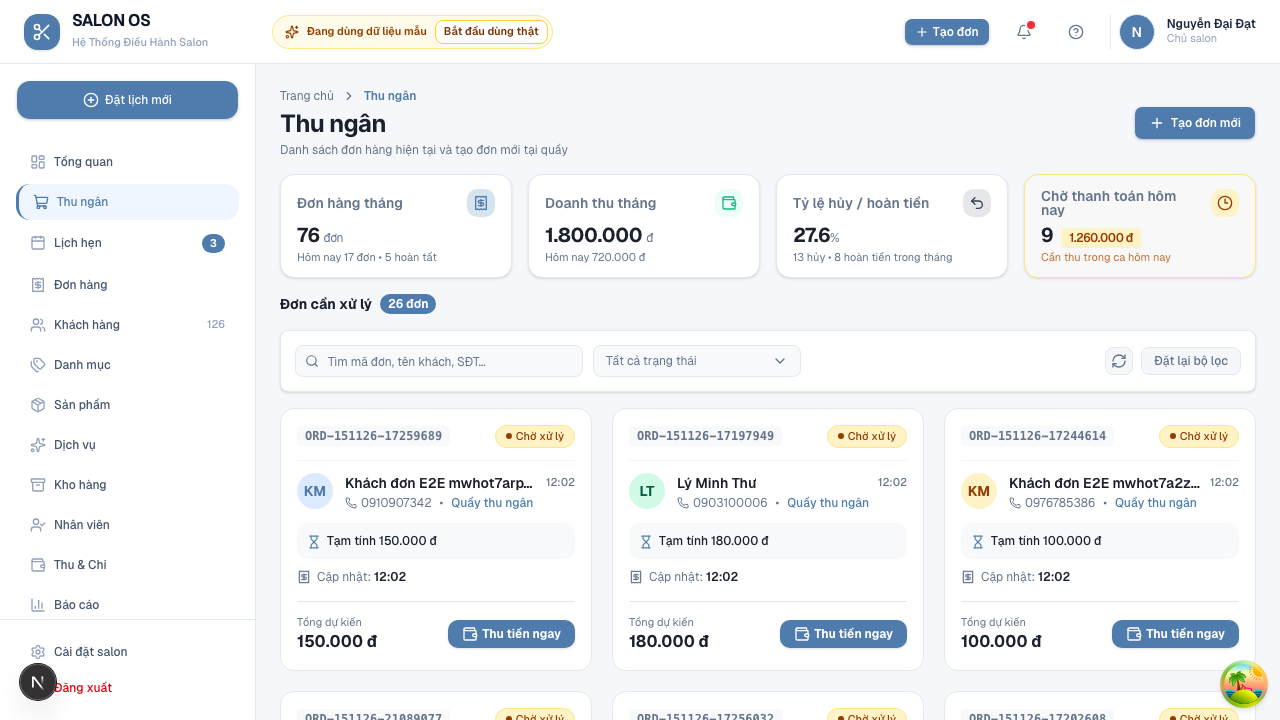 SALON OS
Hệ Thống Điều Hành Salon
Đang dùng dữ liệu mẫu
Bắt đầu dùng thật
Tạo đơn
N
Nguyễn Đại Đạt
Chủ salon
Đặt lịch mới
Tổng quan
Thu ngân
Lịch hẹn
3
Đơn hàng
Khách hàng
126
Danh mục
Sản phẩm
Dịch vụ
Kho hàng
Nhân viên
Thu & Chi
Báo cáo
Cài đặt salon
N
Đăng xuất
Trang chủ
Thu ngân
Thu ngân
Danh sách đơn hàng hiện tại và tạo đơn mới tại quầy
Tạo đơn mới
Đơn hàng tháng
76 đơn
Hôm nay 17 đơn • 5 hoàn tất
Doanh thu tháng
1.800.000 đ
Hôm nay 720.000 đ
Tỷ lệ hủy / hoàn tiền
27.6%
13 hủy • 8 hoàn tiền trong tháng
Chờ thanh toán hôm
nay
9 1.260.000 đ
Cần thu trong ca hôm nay
Đơn cần xử lý
26 đơn
Tìm mã đơn, tên khách, SĐT...
Tất cả trạng thái
Đặt lại bộ lọc
ORD-151126-17259689
Chờ xử lý
KM
Khách đơn E2E mwhot7arp...
12:02
0910907342 • Quầy thu ngân
Tạm tính 150.000 đ
Cập nhật: 12:02
Tổng dự kiến
150.000 đ
Thu tiền ngay
ORD-151126-17197949
Chờ xử lý
LT
Lý Minh Thư
12:02
0903100006 • Quầy thu ngân
Tạm tính 180.000 đ
Cập nhật: 12:02
Tổng dự kiến
180.000 đ
Thu tiền ngay
ORD-151126-17244614
Chờ xử lý
KM
Khách đơn E2E mwhot7a2z...
12:02
0976785386 • Quầy thu ngân
Tạm tính 100.000 đ
Cập nhật: 12:02
Tổng dự kiến
100.000 đ
Thu tiền ngay
ORD-151126-21089077
Chờ xử lý
ORD-151126-17256032
Chờ xử lý
ORD-151126-17202608
Chờ xử lý